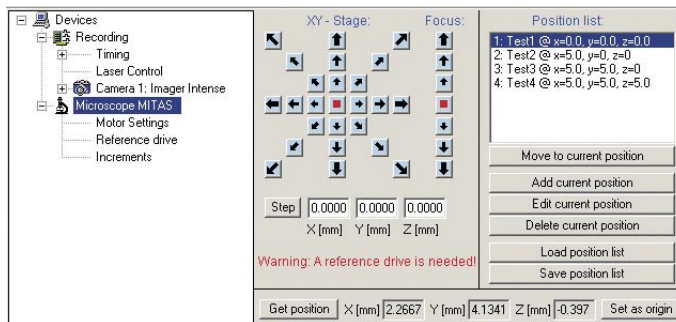 Devices
Recording
Timing
Laser Control
Camera 1: Imager Intense
Microscope MITAS
Motor Settings
Reference drive
Increments
XY - Stage:
Focus:
Step 0.0000 0.0000 0.0000
X [mm] Y [mm] Z [mm]
Warning: A reference drive is needed!
Position list:
1: Test1 @ x=0.0, y=0.0, z=0.0
2: Test2 @ x=5.0, y=0, z=0
3: Test3 @ x=5.0, y=5.0, z=0
4: Test4 @ x=5.0, y=5.0, z=5.0
Move to current position
Add current position
Edit current position
Delete current position
Load position list
Save position list
Get position X [mm] 2.2667 Y [mm] 4.1341 Z [mm] -0.397 Set as origin